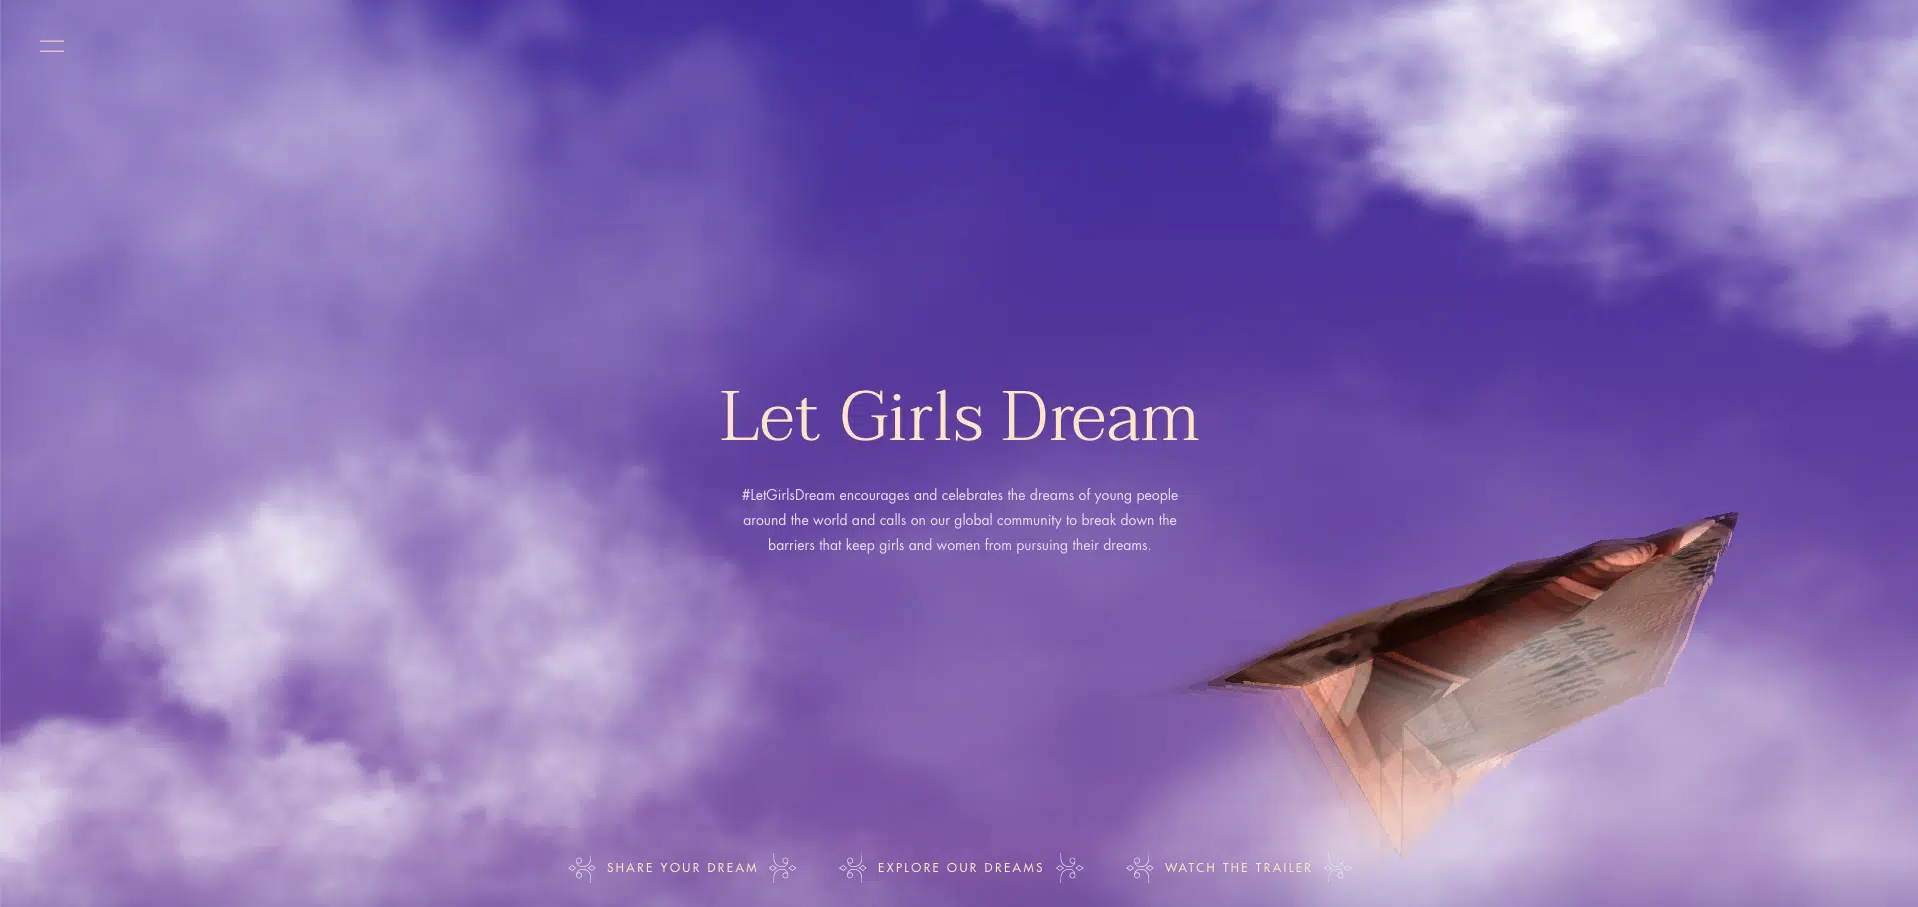 Let Girls Dream
#LetGirlsDream encourages and celebrates the dreams of young people
around the world and calls on our global community to break down the
barriers that keep girls and women from pursuing their dreams.
SHARE YOUR DREAM
EXPLORE OUR DREAMS
WATCH THE TRAILER